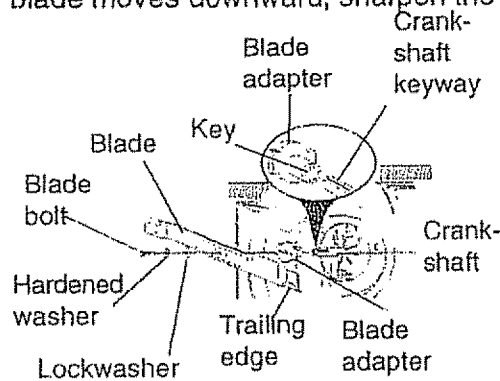 blade moves downward, sharpen the
Crank-
shaft
keyway
Blade
adapter
Key
Blade
Blade
bolt
Crank-
shaft
Hardened
washer
Trailing
edge
Blade
adapter
Lockwasher